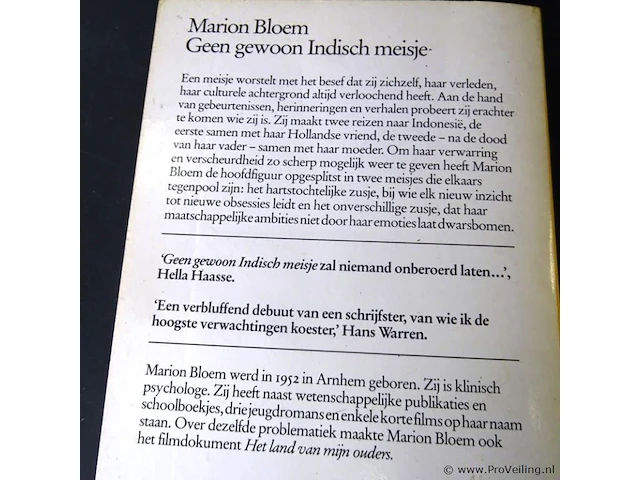 Marion Bloem
Geen gewoon Indisch meisje
Een meisje worstelt met het besef dat zij zichzelf, haar verleden,
haar culturele achtergrond altijd verloochend heeft. Aan de hand
van gebeurtenissen, herinneringen en verhalen probeert zij erachter
te komen wie zij is. Zij maakt twee reizen naar Indonesië, de
eerste samen met haar Hollandse vriend, de tweede – na de dood
van haar vader – samen met haar moeder. Om haar verwarring
en verscheurdheid zo scherp mogelijk weer te geven heeft Marion
Bloem de hoofdfiguur opgesplitst in twee meisjes die elkaars
tegenpool zijn: het hartstochtelijke zusje, bij wie elk nieuw inzicht
tot nieuwe obsessies leidt en het onverschillige zusje, dat haar
maatschappelijke ambities niet door haar emoties laat dwarsbomen.
‘Geen gewoon Indisch meisje zal niemand onberoerd laten...’,
Hella Haasse.
‘Een verbluffend debuut van een schrijfster, van wie ik de
hoogste verwachtingen koester,’ Hans Warren.
Marion Bloem werd in 1952 in Arnhem geboren. Zij is klinisch
psychologe. Zij heeft naast wetenschappelijke publikaties en
schoolboekjes, drie jeugdromans en enkele korte films op haar naam
staan. Over dezelfde problematiek maakte Marion Bloem ook
het filmdokument Het land van mijn ouders.
© www.ProVeiling.nl